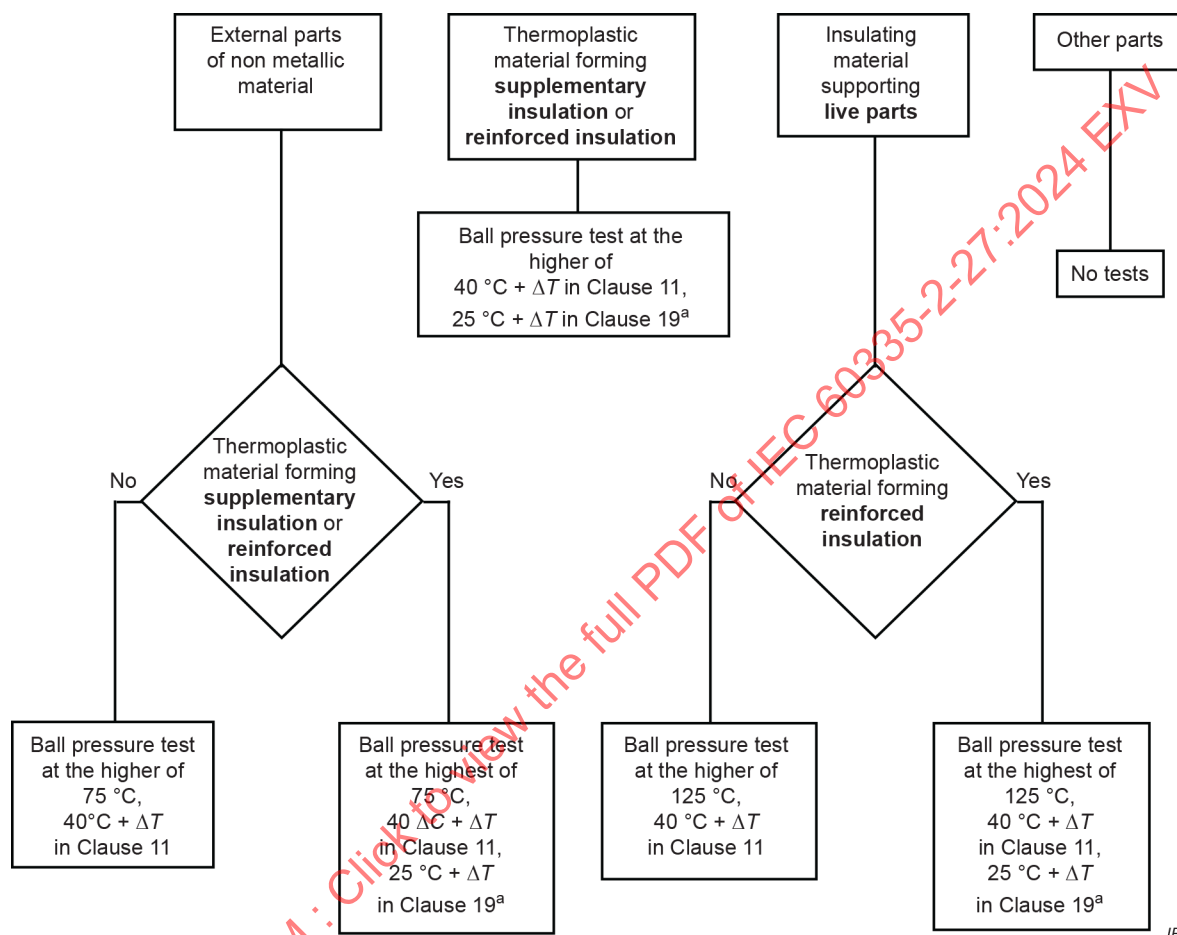 External parts
of non metallic
material
Thermoplastic
material forming
supplementary
insulation or
reinforced insulation
Insulating
material
supporting
live parts
Other parts
Ball pressure test at the
higher of
40 °C + ΔT in Clause 11,
25 °C + ΔT in Clause 19a
No tests
No
Thermoplastic
material forming
supplementary
insulation or
reinforced
insulation
Yes
No
Thermoplastic
material forming
reinforced
insulation
Yes
Ball pressure test
at the higher of
75 °C,
40°C + ΔT
in Clause 11
Ball pressure test
at the highest of
75 °C,
40 ΔC + ΔT
in Clause 11,
25 °C + ΔT
in Clause 19a
Ball pressure test
at the higher of
125 °C,
40 °C + ΔT
in Clause 11
Ball pressure test
at the highest of
125 °C,
40 °C + ΔT
in Clause 11,
25 °C + ΔT
in Clause 19a
: Click to view the full PDF of IEC 60335-2-27:2024 EXV